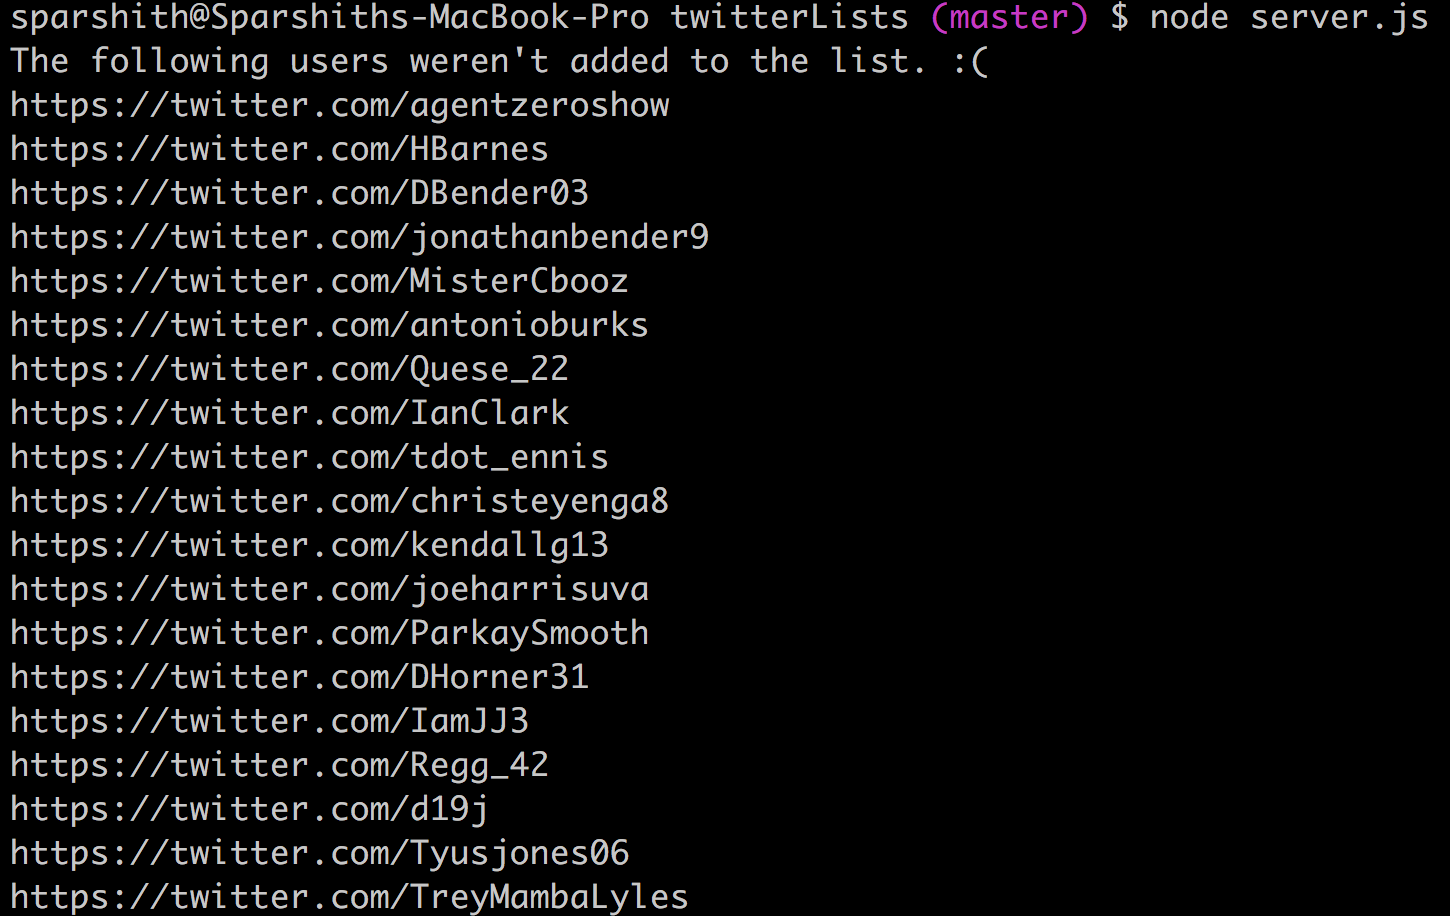 sparshith@Sparshiths-MacBook-Pro twitterLists (master) $ node server.js
The following users weren't added to the list. :(
https://twitter.com/agentzeroshow
https://twitter.com/HBarnes
https://twitter.com/DBender03
https://twitter.com/jonathanbender9
https://twitter.com/MisterCbooz
https://twitter.com/antonioburks
https://twitter.com/Quese_22
https://twitter.com/IanClark
https://twitter.com/tdot_ennis
https://twitter.com/christeyenga8
https://twitter.com/kendallg13
https://twitter.com/joeharrisuva
https://twitter.com/ParkaySmooth
https://twitter.com/DHorner31
https://twitter.com/IamJJ3
https://twitter.com/Regg_42
https://twitter.com/d19j
https://twitter.com/Tyusjones06
https://twitter.com/TreyMambaLyles